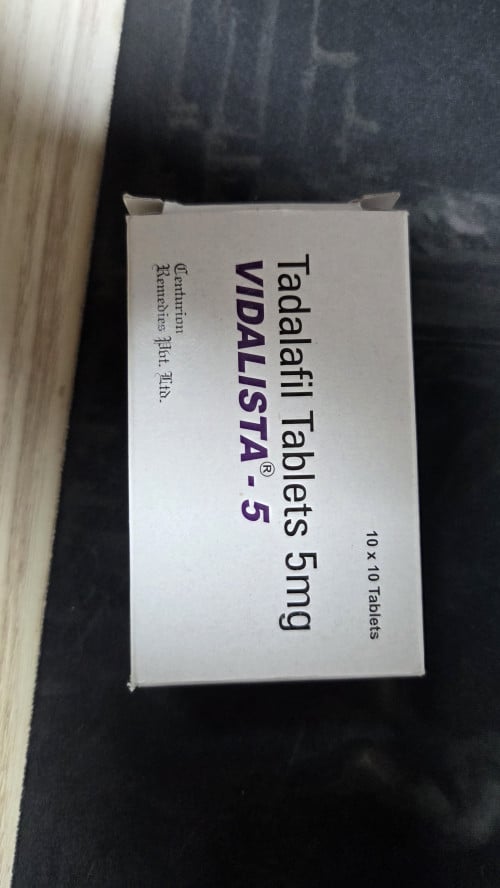 10 x 10 Tablets
Tadalafil Tablets 5mg
VIDALISTA® - 5
Centurion
Remedies Pvt. Ltd.